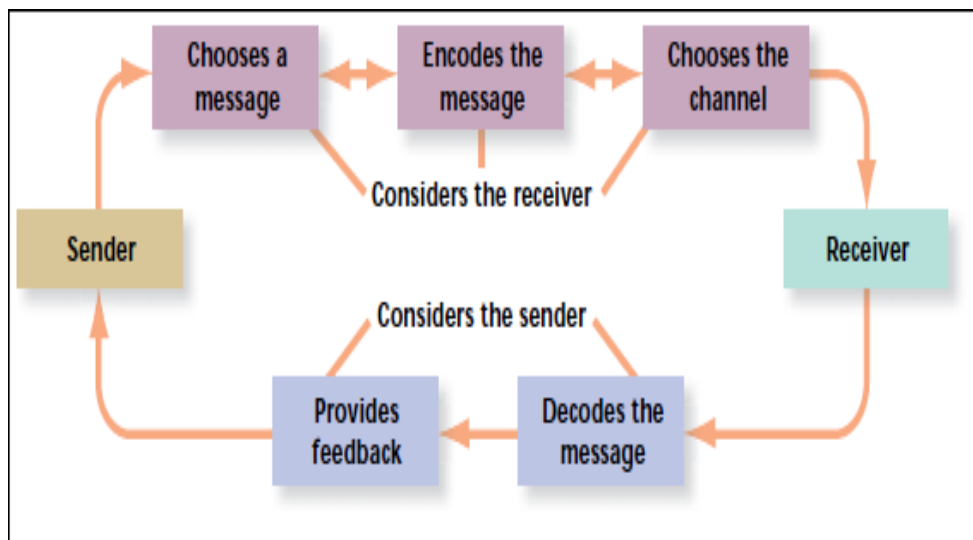 Chooses a
message
Encodes the
message
Chooses the
channel
Considers the receiver
Sender
Receiver
Considers the sender
Provides
feedback
Decodes the
message